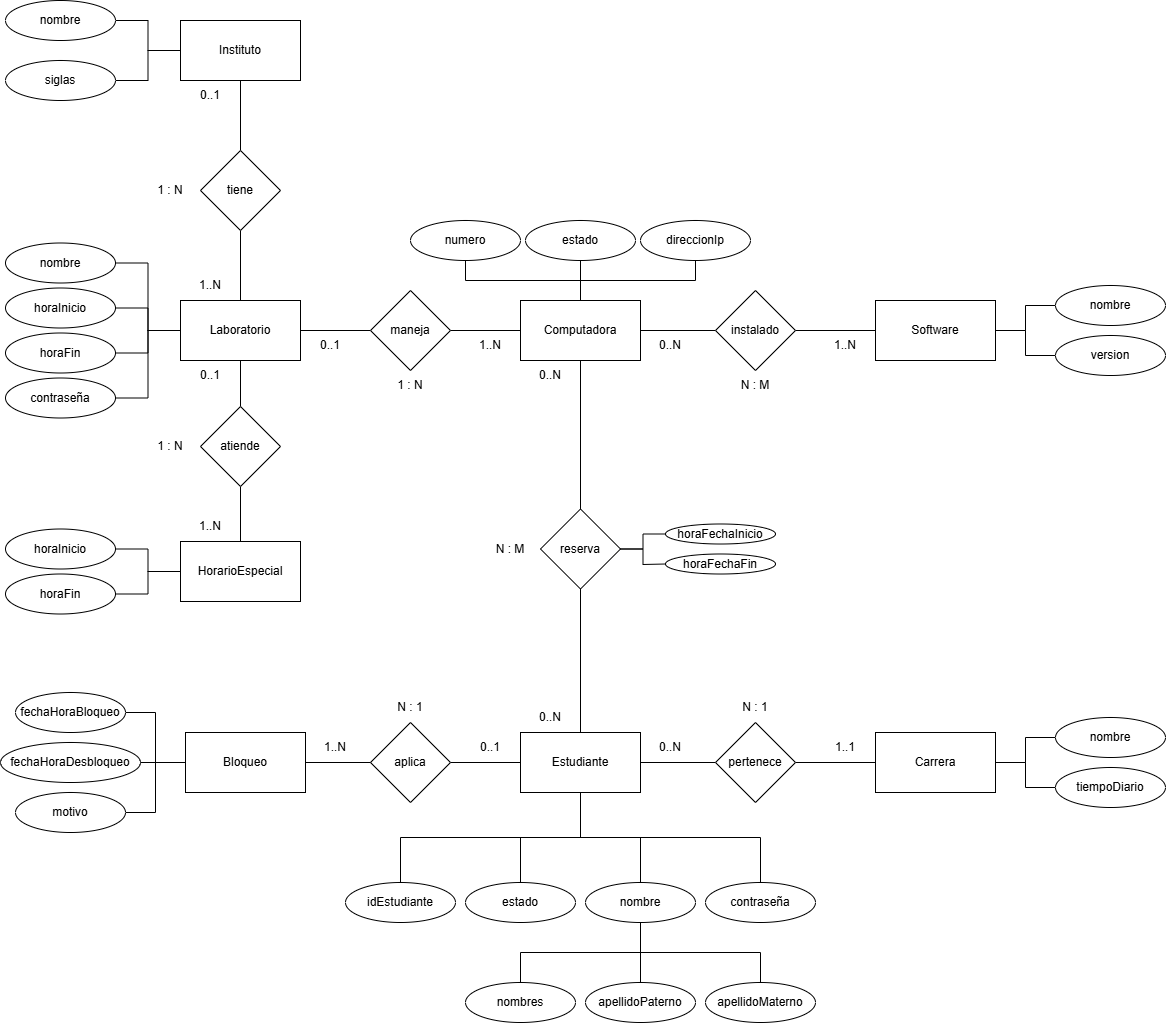 nombre
Instituto
siglas
0..1
1 : N
tiene
1..N
numero
estado
direccionIp
nombre
horaInicio
horaFin
contraseña
Laboratorio
0..1
maneja
1 : N
1..N
Computadora
0..N
instalado
N : M
1..N
Software
nombre
version
0..1
0..N
1 : N
atiende
1..N
horaInicio
horaFin
HorarioEspecial
N : M
reserva
horaFechaInicio
horaFechaFin
0..N
fechaHoraBloqueo
fechaHoraDesbloqueo
motivo
Bloqueo
1..N
N : 1
aplica
0..1
Estudiante
0..N
N : 1
pertenece
1..1
Carrera
nombre
tiempoDiario
idEstudiante
estado
nombre
contraseña
nombres
apellidoPaterno
apellidoMaterno